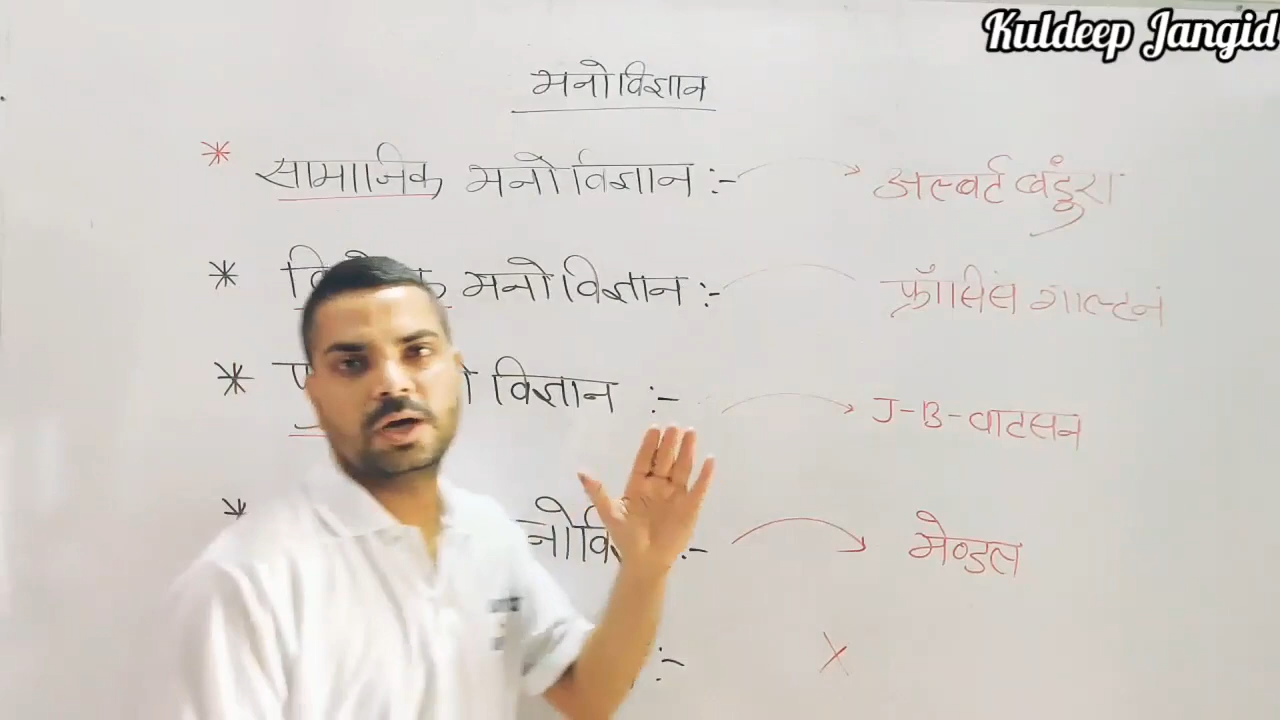 Kuldeep Jangid
मनोविज्ञान
* सामाजिक मनोविज्ञान :- अल्बर्ट बंडूरा
* मनोविज्ञान :- फ्रॉंसिंस गाल्टनं
* विज्ञान :- J-B-वाटसन
* :- मेण्डल
:- X